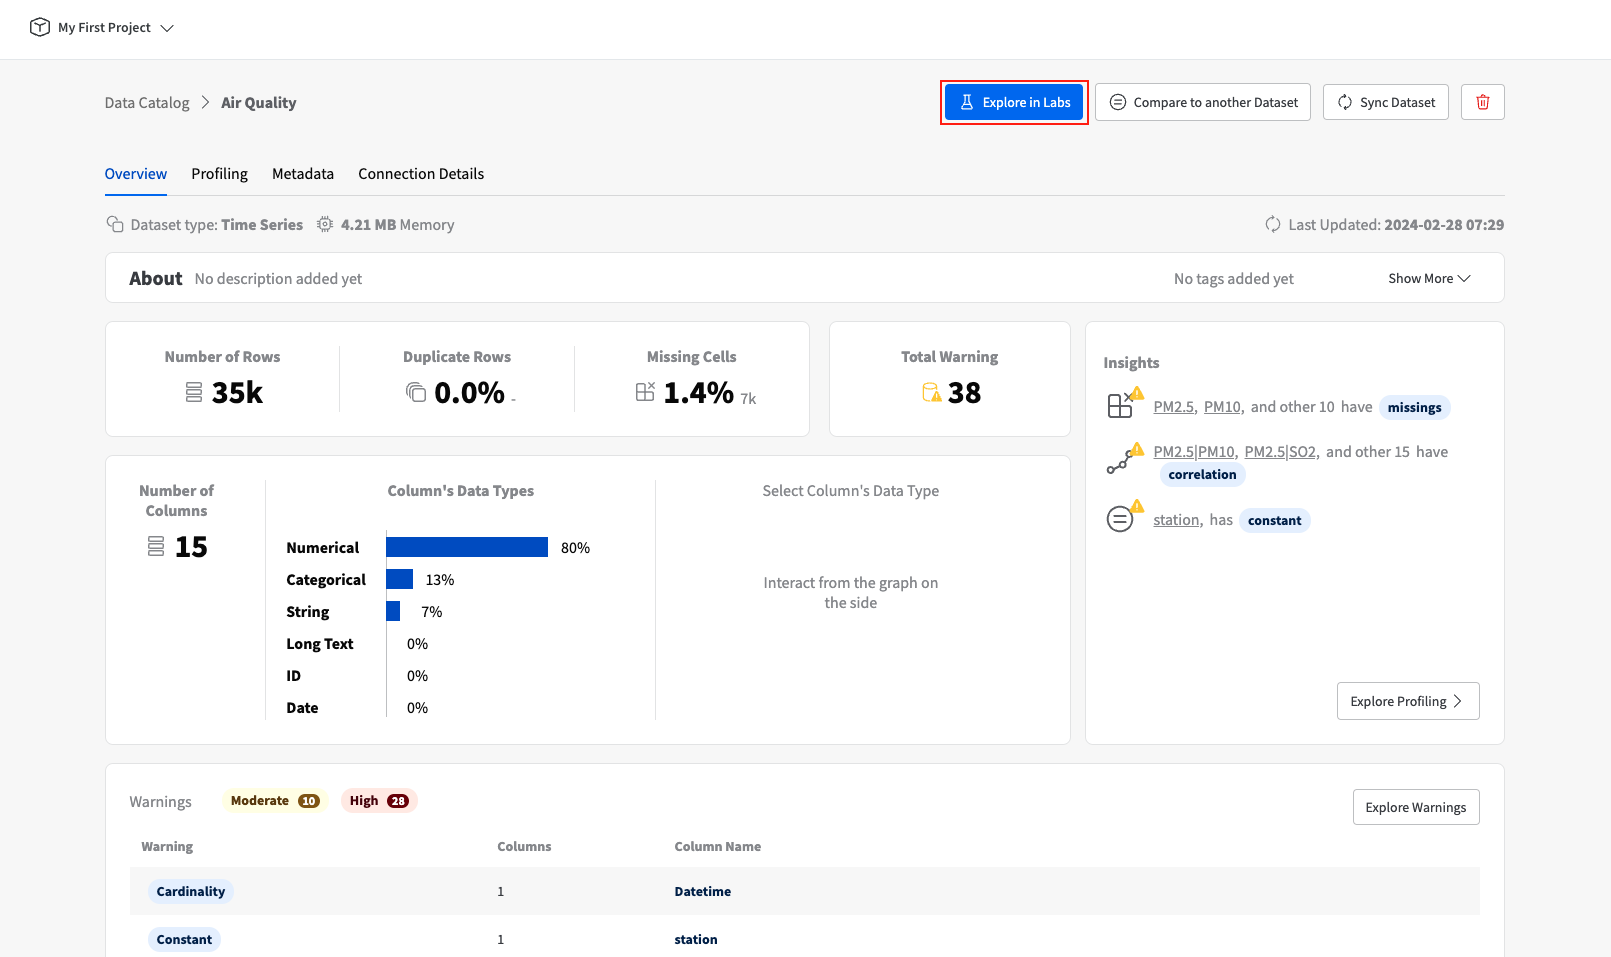 My First Project
Data Catalog > Air Quality
Explore in Labs
Compare to another Dataset
Sync Dataset
Overview Profiling Metadata Connection Details
Dataset type: Time Series 4.21 MB Memory
Last Updated: 2024-02-28 07:29
About No description added yet
No tags added yet
Show More
Number of Rows
35k
Duplicate Rows
0.0% -
Missing Cells
1.4% 7k
Total Warning
38
Insights
PM2.5, PM10, and other 10 have missings
PM2.5|PM10, PM2.5|SO2, and other 15 have
correlation
station, has constant
Explore Profiling >
Number of
Columns
15
Column's Data Types
Numerical 80%
Categorical 13%
String 7%
Long Text 0%
ID 0%
Date 0%
Select Column's Data Type
Interact from the graph on
the side
Warnings Moderate 10 High 28
Explore Warnings
Warning Columns Column Name
Cardinality 1 Datetime
Constant 1 station